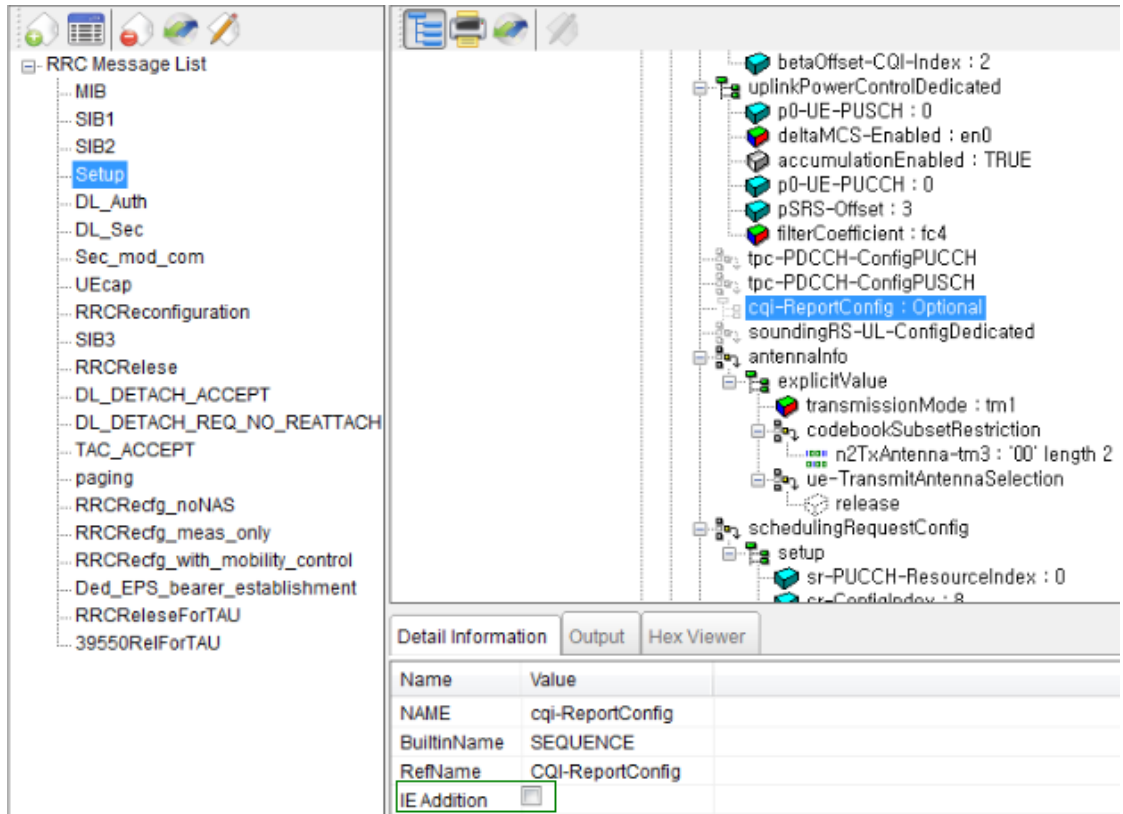 RRC Message List
MIB
SIB1
SIB2
Setup
DL_Auth
DL_Sec
Sec_mod_com
UEcap
RRCReconfiguration
SIB3
RRCRelese
DL_DETACH_ACCEPT
DL_DETACH_REQ_NO_REATTACH
TAC_ACCEPT
paging
RRCRecfg_noNAS
RRCRecfg_meas_only
RRCRecfg_with_mobility_control
Ded_EPS_bearer_establishment
RRCReleseForTAU
39550RelForTAU
betaOffset-CQI-Index : 2
uplinkPowerControlDedicated
p0-UE-PUSCH : 0
deltaMCS-Enabled : en0
accumulationEnabled : TRUE
p0-UE-PUCCH : 0
pSRS-Offset : 3
filterCoefficient : fc4
tpc-PDCCH-ConfigPUCCH
tpc-PDCCH-ConfigPUSCH
cqi-ReportConfig : Optional
soundingRS-UL-ConfigDedicated
antennaInfo
explicitValue
transmissionMode : tm1
codebookSubsetRestriction
n2TxAntenna-tm3 : '00' length 2
ue-TransmitAntennaSelection
release
schedulingRequestConfig
setup
sr-PUCCH-ResourceIndex : 0
sr-ConfigIndex : 8
Detail Information Output Hex Viewer
Name Value
NAME cqi-ReportConfig
BuiltinName SEQUENCE
RefName CQI-ReportConfig
IE Addition